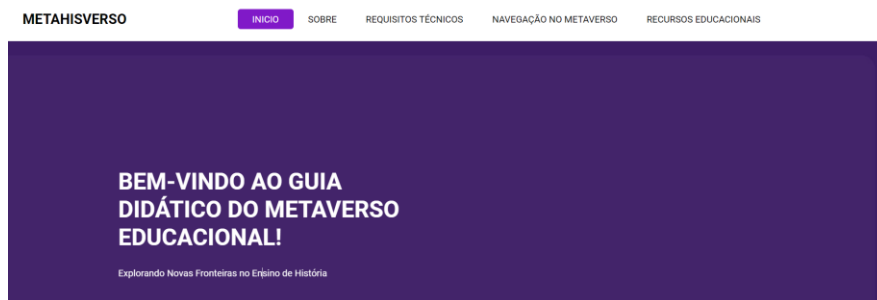 METAHISVERSO
INICIO SOBRE REQUISITOS TÉCNICOS NAVEGAÇÃO NO METAVERSO RECURSOS EDUCACIONAIS
BEM-VINDO AO GUIA
DIDÁTICO DO METAVERSO
EDUCACIONAL!
Explorando Novas Fronteiras no Ensino de História